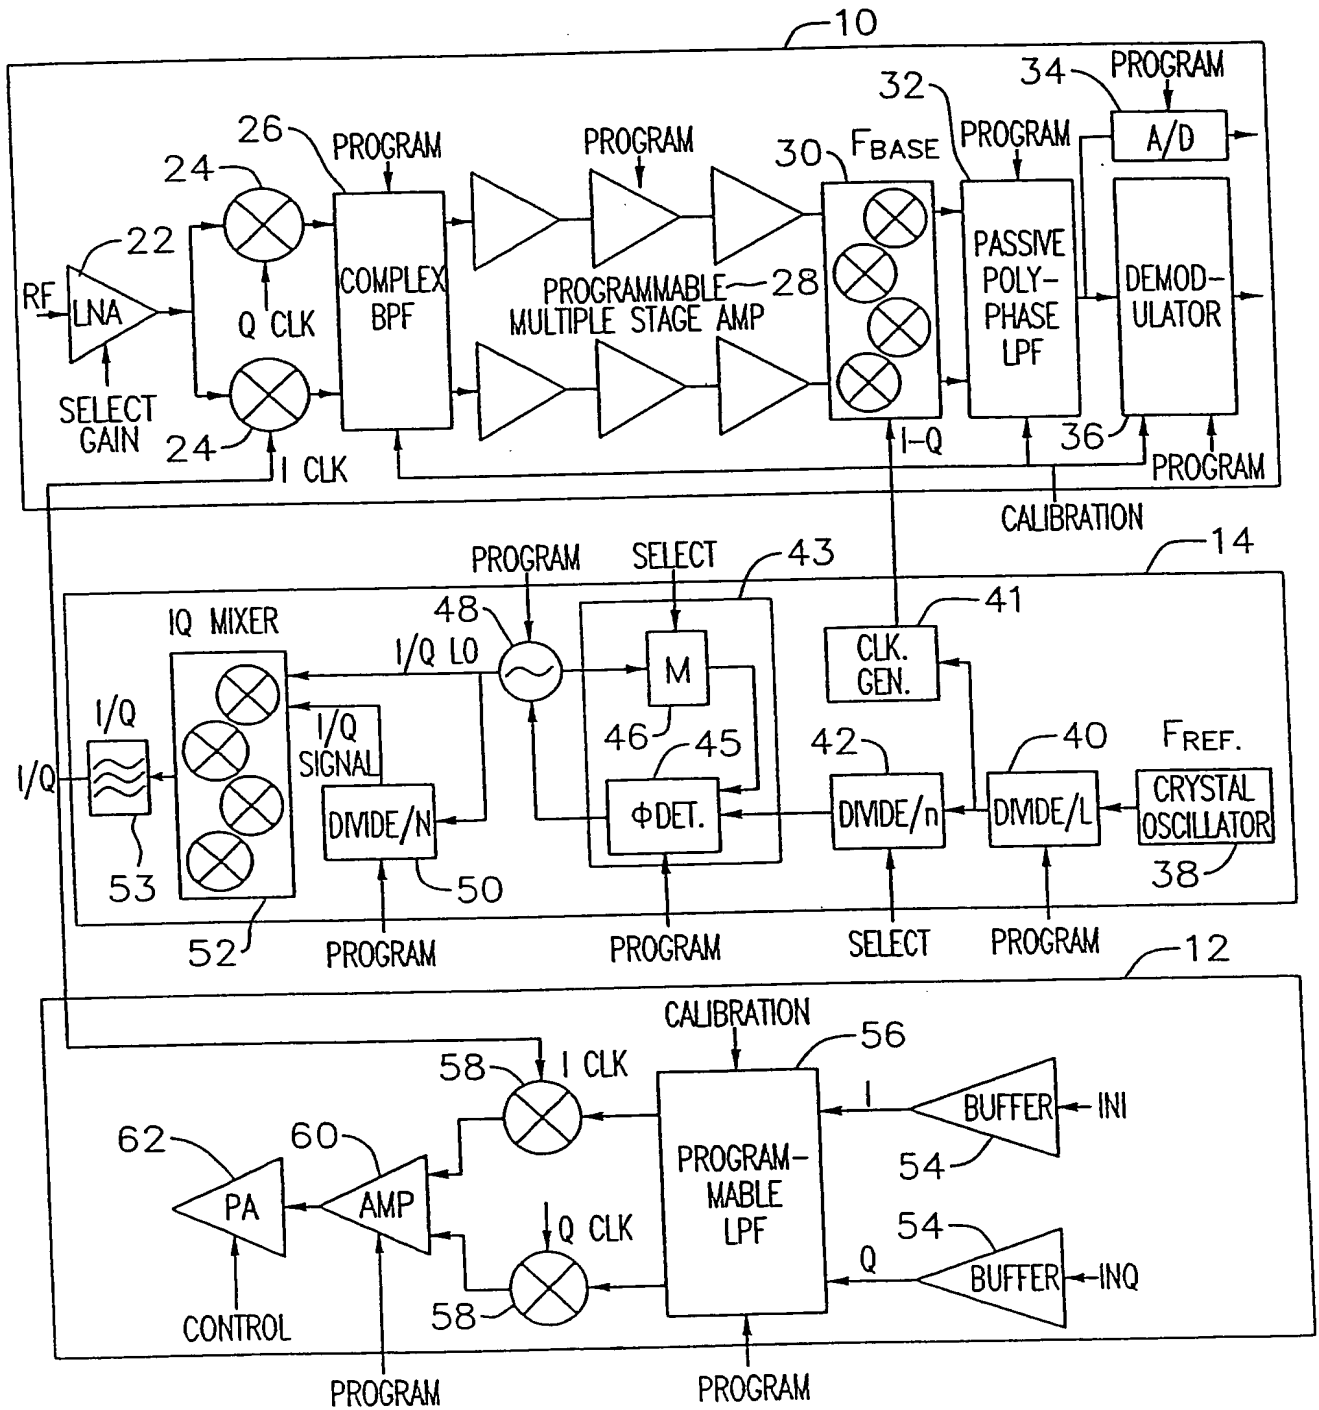 10
34
PROGRAM
32
26
PROGRAM
PROGRAM
30
FBASE
PROGRAM
A/D
24
22
RF
LNA
Q CLK
COMPLEX
BPF
PROGRAMMABLE
28
MULTIPLE STAGE AMP
PASSIVE
POLY-
PHASE
LPF
DEMOD-
ULATOR
SELECT
GAIN
24
I CLK
I-Q
36
PROGRAM
CALIBRATION
14
PROGRAM
SELECT
43
41
IQ MIXER
48
I/Q LO
M
CLK.
GEN.
I/Q
I/Q
SIGNAL
46
45
42
40
FREF.
I/Q
DIVIDE/N
ΦDET.
DIVIDE/n
DIVIDE/L
CRYSTAL
OSCILLATOR
53
50
38
52
PROGRAM
PROGRAM
SELECT
PROGRAM
12
CALIBRATION
56
58
I CLK
I
BUFFER
INI
62
60
54
PA
AMP
PROGRAM-
MABLE
LPF
Q CLK
54
Q
BUFFER
INQ
58
CONTROL
PROGRAM
PROGRAM